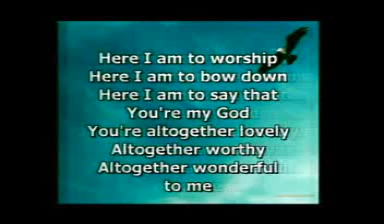 Here I am to worship
Here I am to bow down
Here I am to say that
You're my God
You're altogether lovely
Altogether worthy
Altogether wonderful
to me